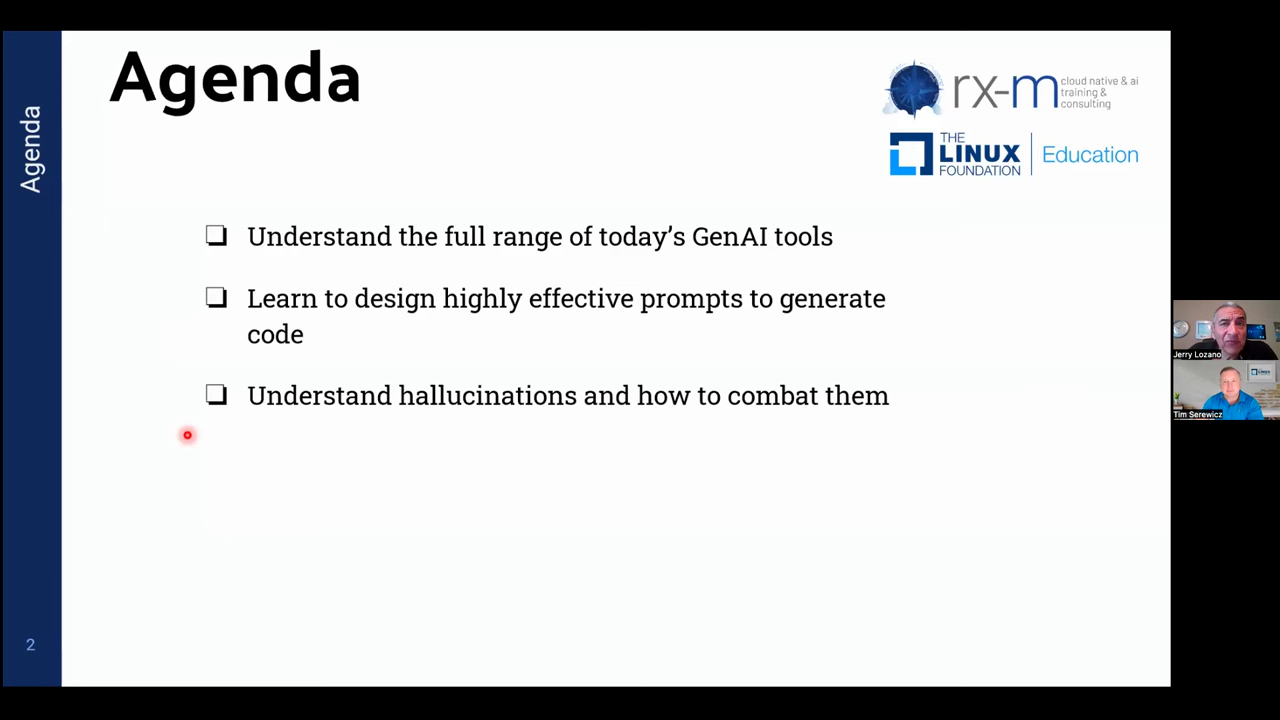 Agenda
Agenda
rx-m
cloud native & ai
training &
consulting
THE
LINUX
FOUNDATION
Education
Understand the full range of today’s GenAI tools
Learn to design highly effective prompts to generate
code
Understand hallucinations and how to combat them
Jerry Lozano
Tim Serewicz
2